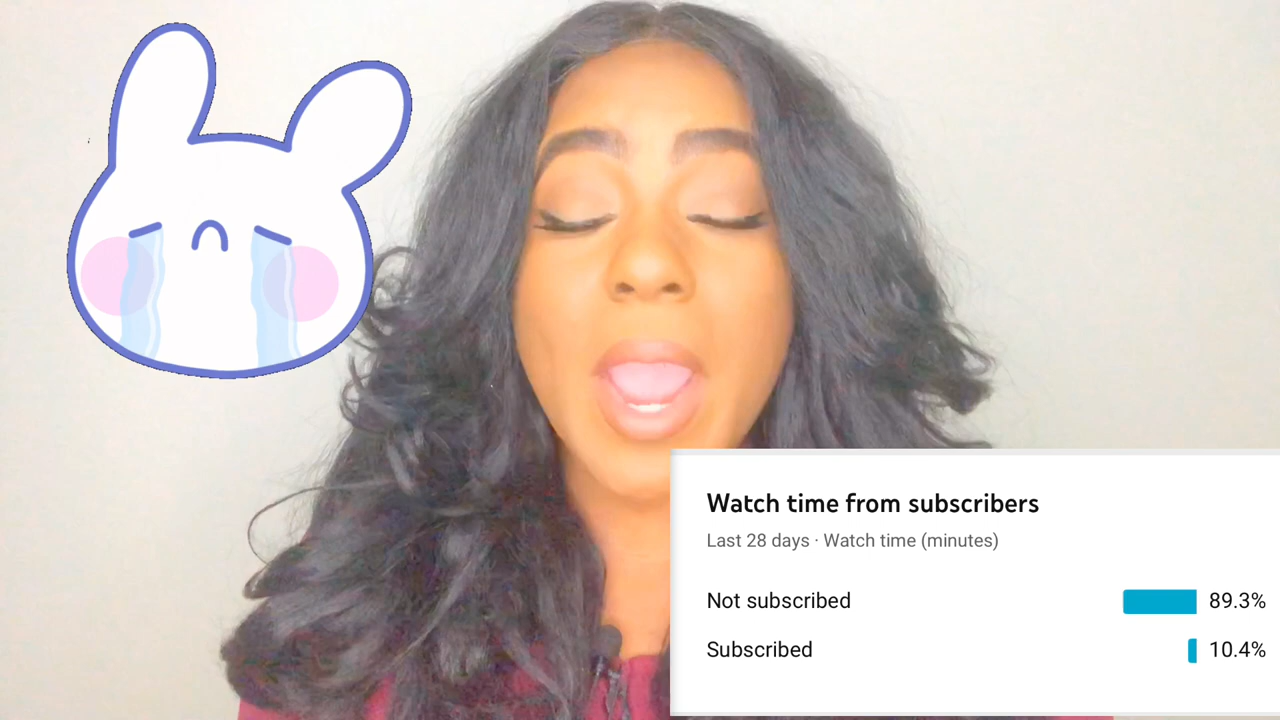 Watch time from subscribers
Last 28 days · Watch time (minutes)
Not subscribed 89.3%
Subscribed 10.4%